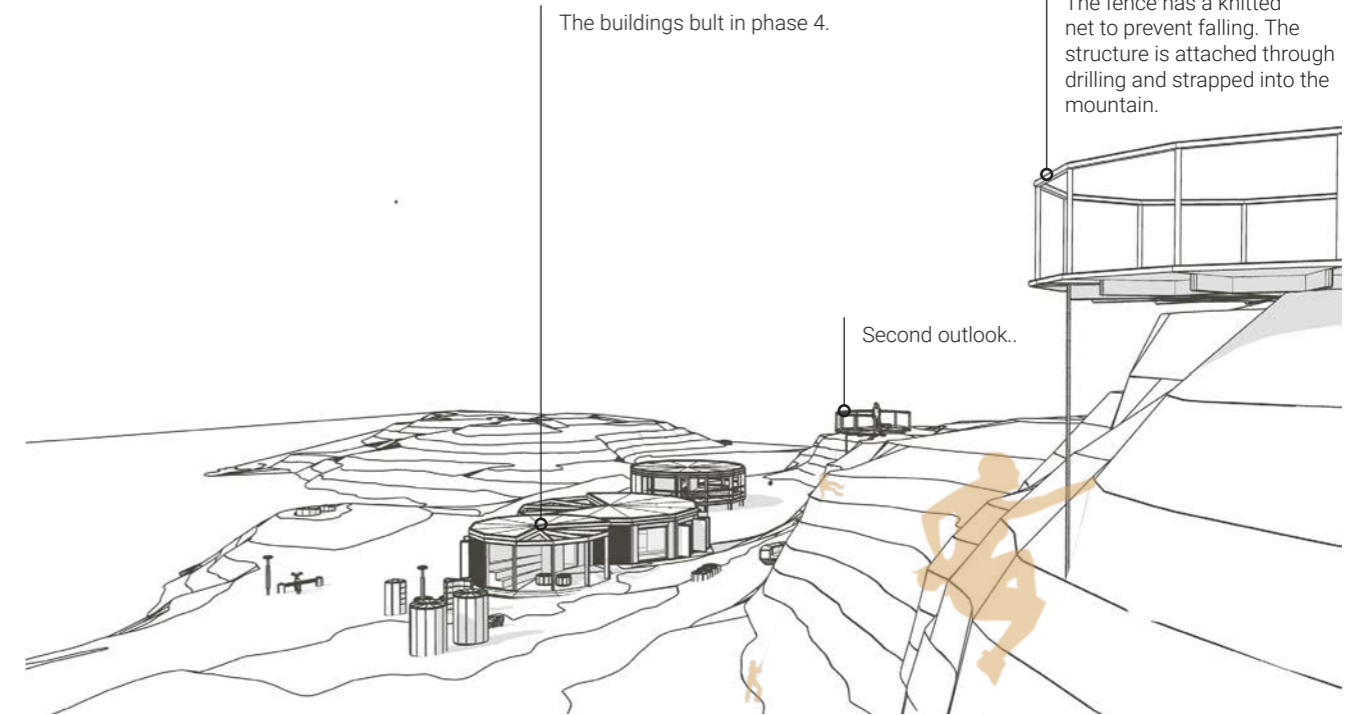 The buildings bult in phase 4.
The fence has a knitted
net to prevent falling. The
structure is attached through
drilling and strapped into the
mountain.
Second outlook..